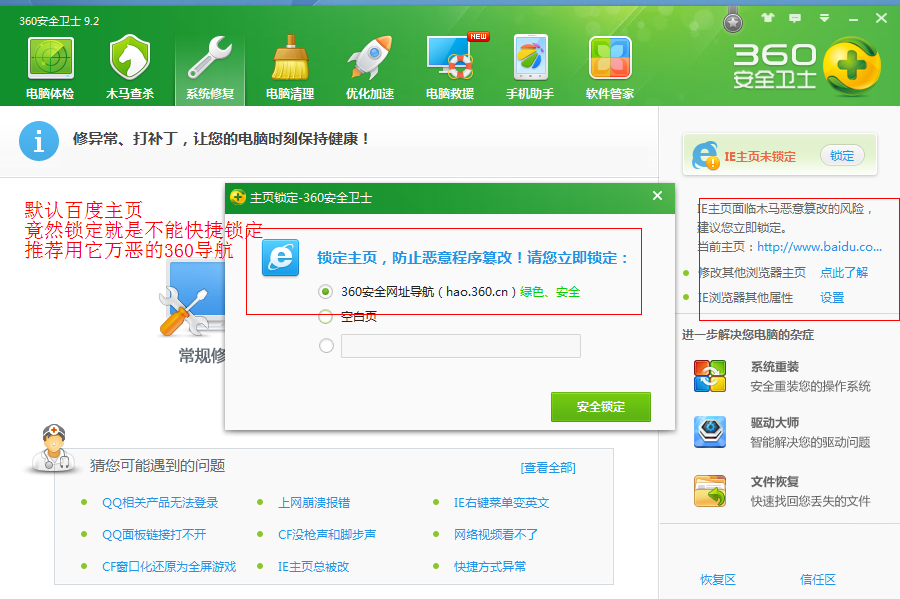 360安全卫士 9.2
电脑体检 木马查杀 系统修复 电脑清理 优化加速 NEW 电脑救援 手机助手 软件管家
360
安全卫士
修异常、打补丁，让您的电脑时刻保持健康！
IE主页未锁定 锁定
默认百度主页
竟然锁定就是不能快捷锁定
推荐用它万恶的360导航
常规修
主页锁定-360安全卫士
锁定主页，防止恶意程序篡改！请您立即锁定：
360安全网址导航（hao.360.cn）绿色、安全
空白页
安全锁定
IE主页面临木马恶意篡改的风险，
建议您立即锁定。
当前主页：http://www.baidu.co...
修改其他浏览器主页 点此了解
IE浏览器其他属性 设置
进一步解决您电脑的杂症
系统重装
安全重装您的操作系统
驱动大师
智能解决您的驱动问题
文件恢复
快速找回您丢失的文件
恢复区 信任区
猜您可能遇到的问题 [查看全部]
QQ相关产品无法登录 上网崩溃报错 IE右键菜单变英文
QQ面板链接打不开 CF没枪声和脚步声 网络视频看不了
CF窗口化还原为全屏游戏 IE主页总被改 快捷方式异常